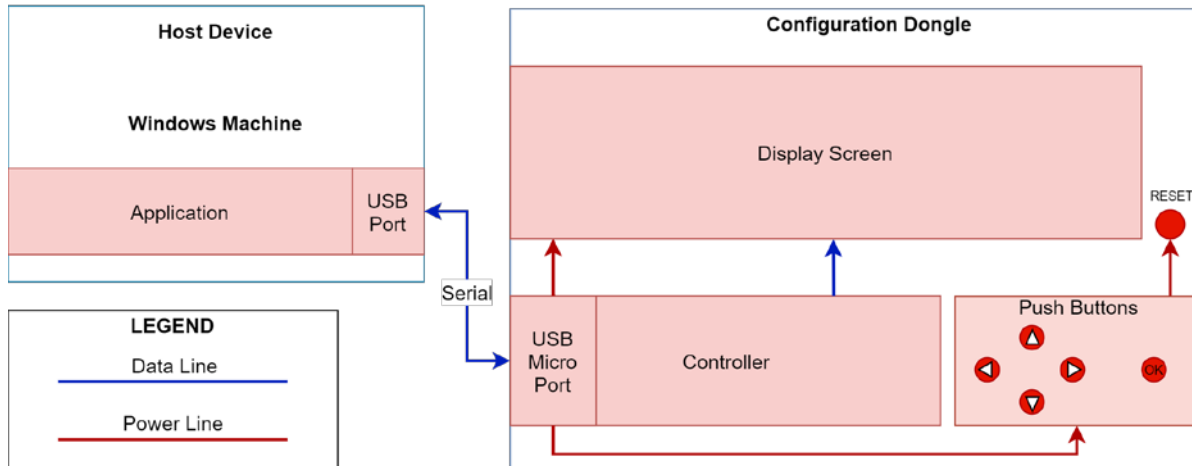 Host Device
Windows Machine
Application
USB
Port
Serial
LEGEND
Data Line
Power Line
Configuration Dongle
Display Screen
RESET
USB
Micro
Port
Controller
Push Buttons
OK